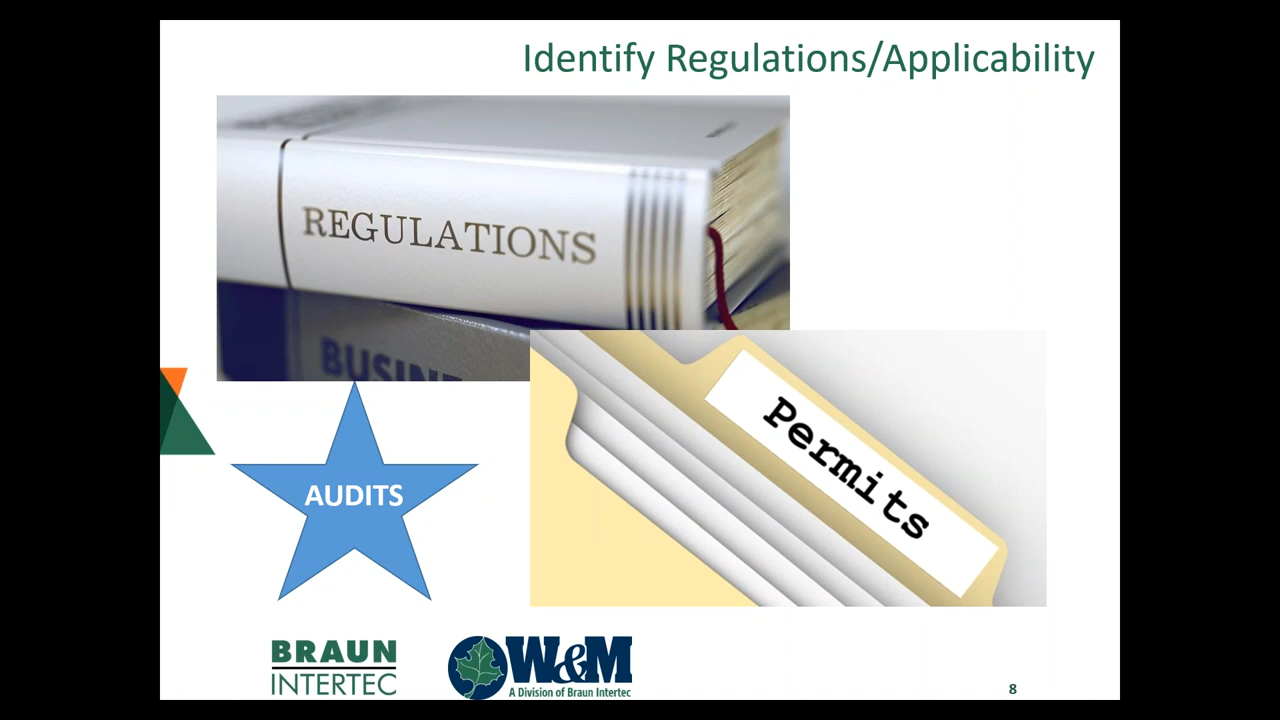 Identify Regulations/Applicability
REGULATIONS
Permits
AUDITS
BRAUN
INTERTEC
W&M
A Division of Braun Intertec
8